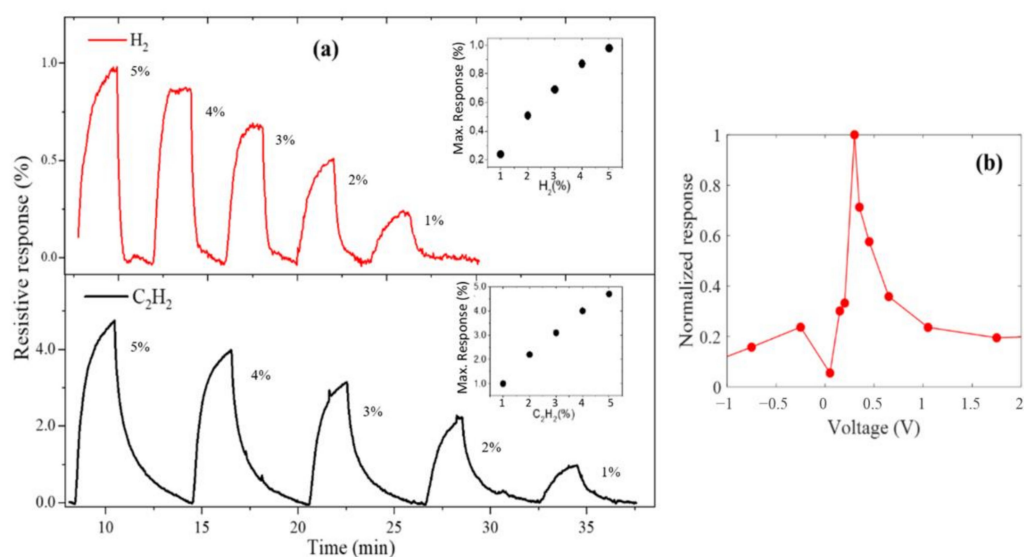 (a)
H₂
5%
4%
3%
2%
1%
1.0
0.5
0.0
Resistive response (%)
Max. Response (%)
1.0
0.8
0.6
0.4
0.2
1 2 3 4 5
H₂(%)
C₂H₂
5%
4%
3%
2%
1%
4.0
2.0
0.0
Max. Response (%)
5.0
4.0
3.0
2.0
1.0
1 2 3 4 5
C₂H₂(%)
10 15 20 25 30 35
Time (min)
(b)
Normalized response
1
0.8
0.6
0.4
0.2
0
−1 −0.5 0 0.5 1 1.5 2
Voltage (V)